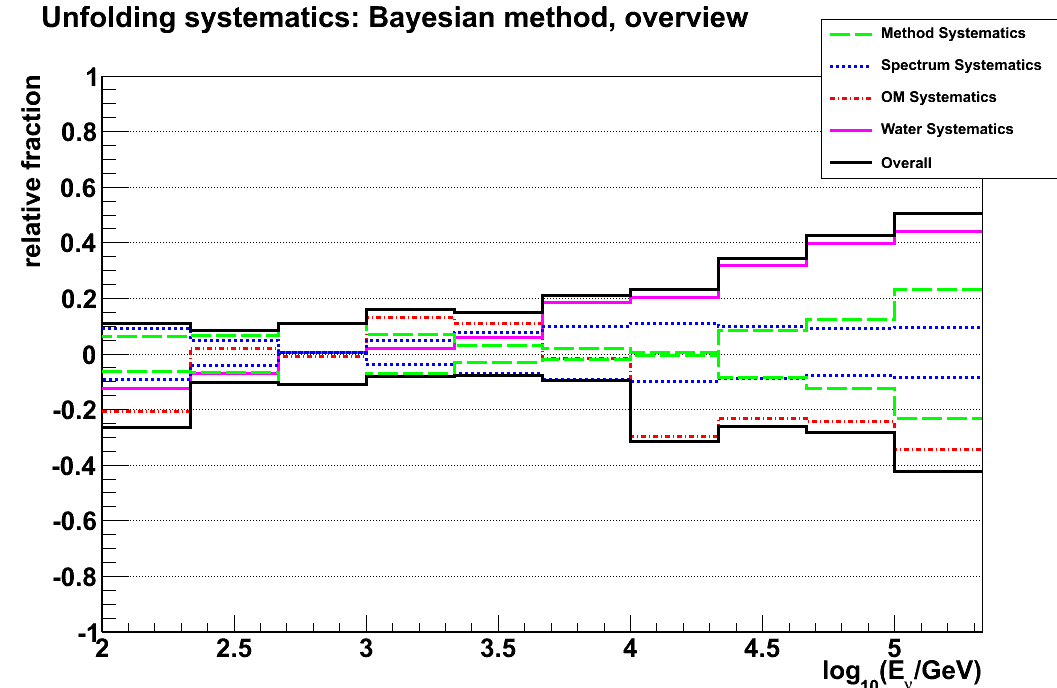 Unfolding systematics: Bayesian method, overview
Method Systematics
Spectrum Systematics
OM Systematics
Water Systematics
Overall
relative fraction
1
0.8
0.6
0.4
0.2
0
-0.2
-0.4
-0.6
-0.8
-1
2 2.5 3 3.5 4 4.5 5
log10(Eν/GeV)